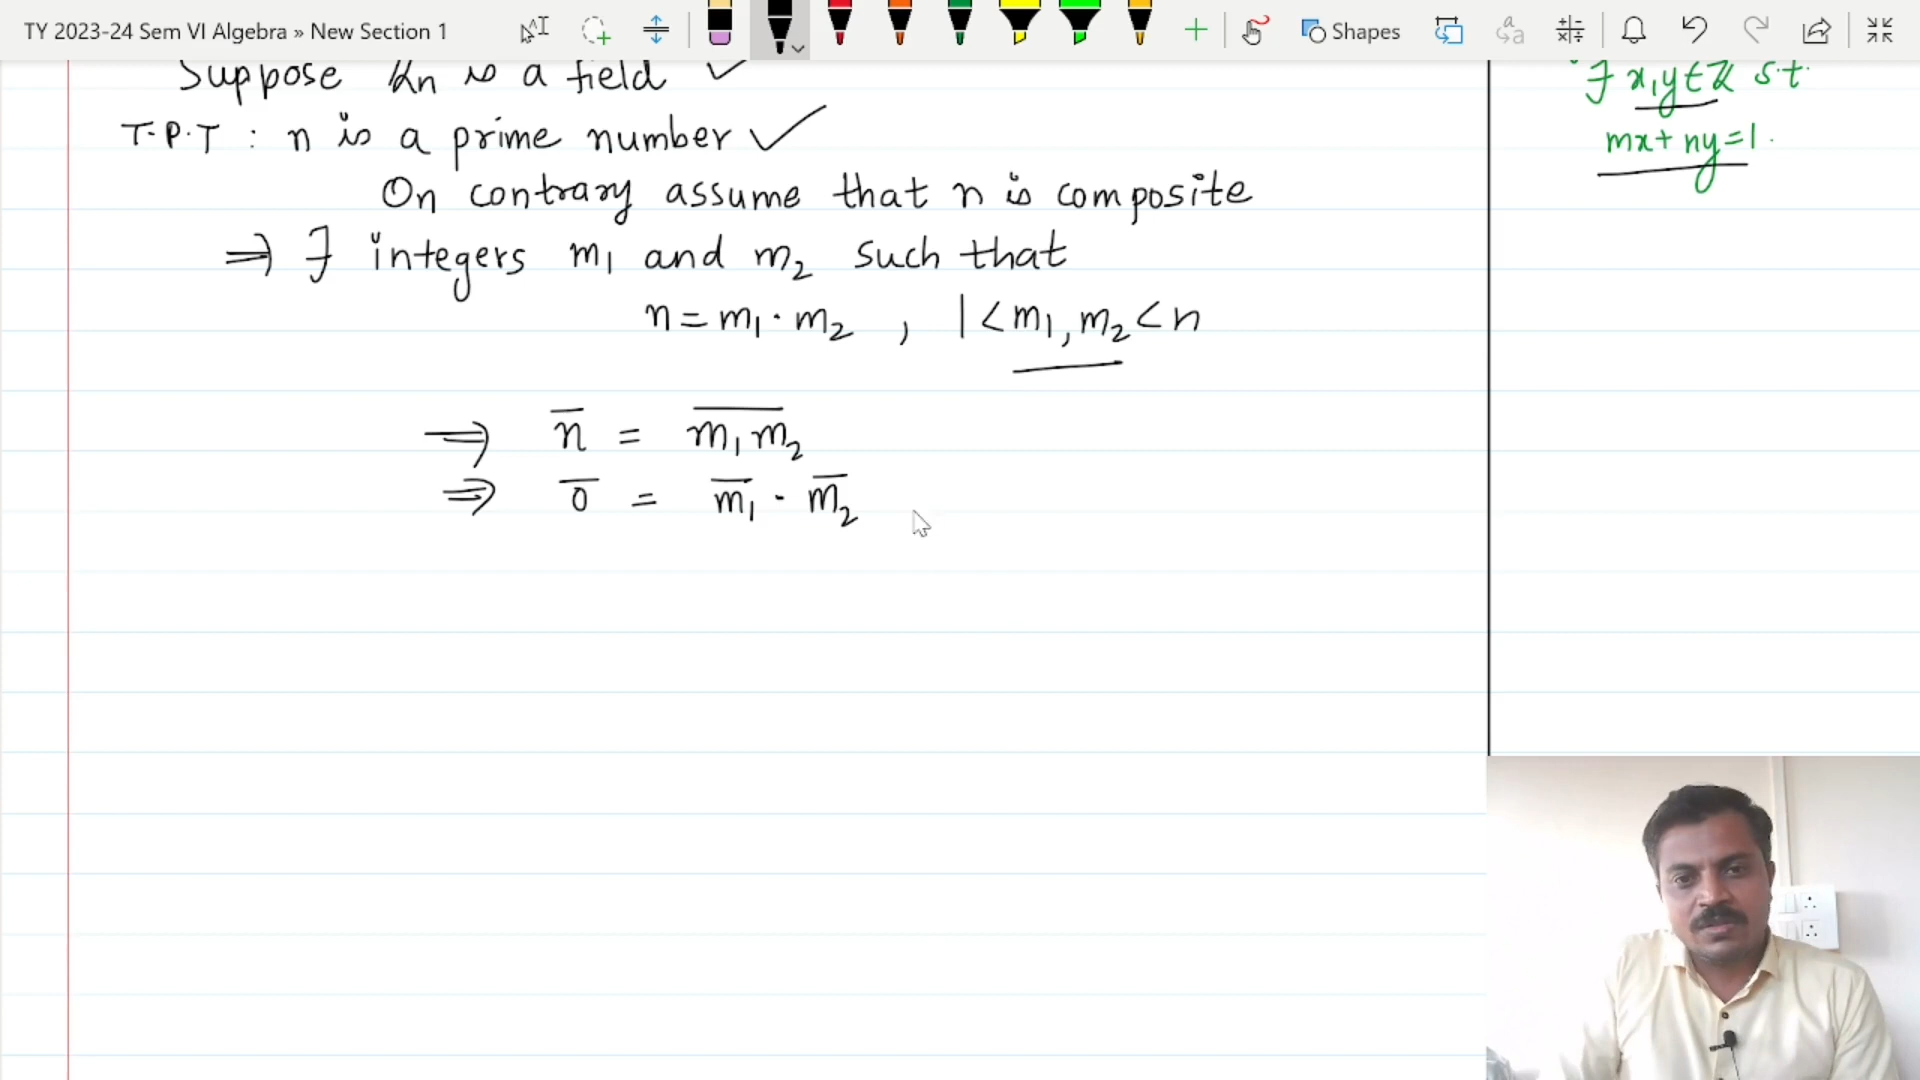 TY 2023-24 Sem VI Algebra » New Section 1
Shapes
Suppose ℤn is a field ✓
T.P.T : n is a prime number ✓
On contrary assume that n is composite
⇒ ∃ integers m₁ and m₂ such that
n = m₁ · m₂ , 1 < m₁, m₂ < n
⇒ n̅ = m̅₁m̅₂
⇒ 0̅ = m̅₁ · m̅₂
∃ x, y ∈ ℤ s.t.
mx + ny = 1.